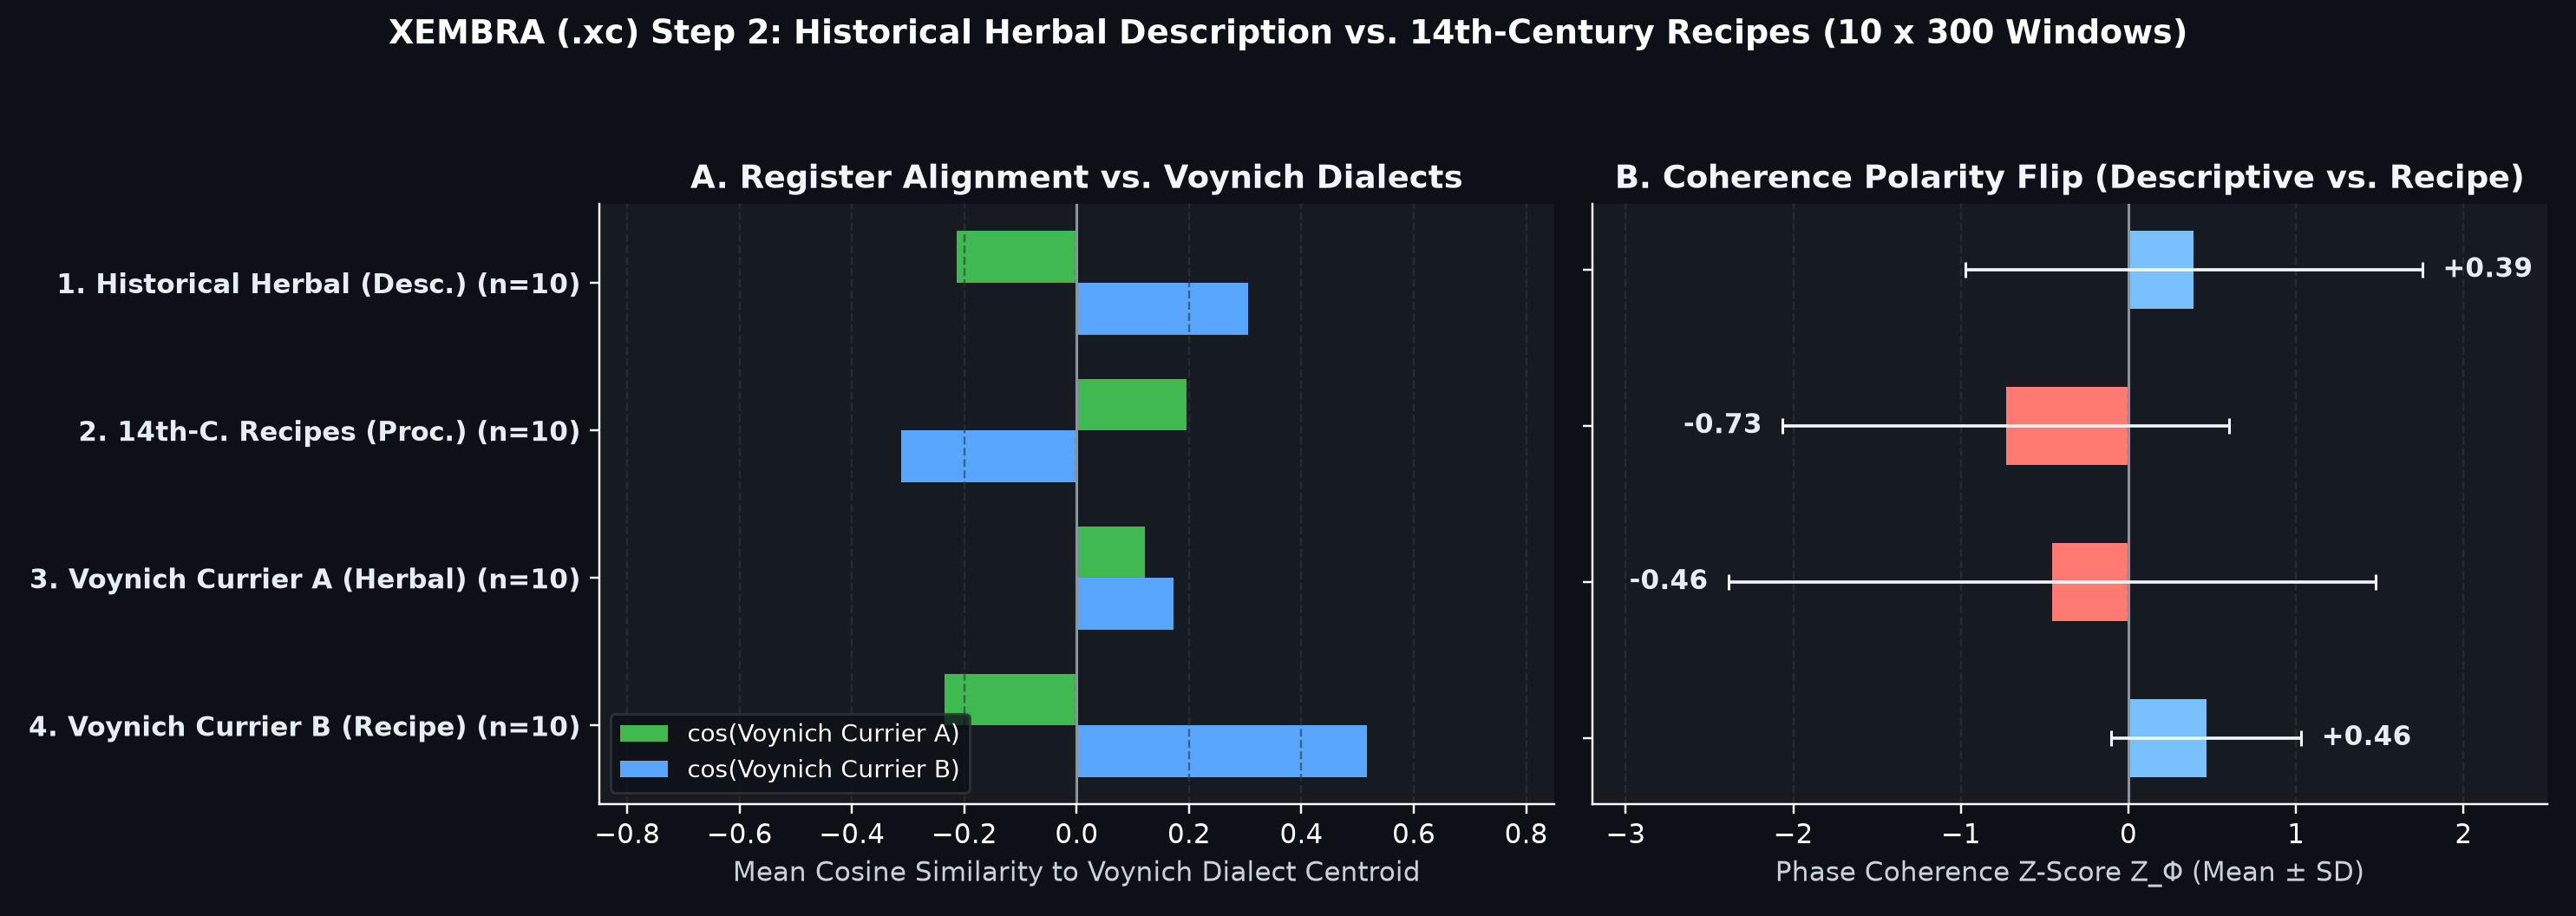 XEMBRA (.xc) Step 2: Historical Herbal Description vs. 14th-Century Recipes (10 x 300 Windows)
A. Register Alignment vs. Voynich Dialects
1. Historical Herbal (Desc.) (n=10)
2. 14th-C. Recipes (Proc.) (n=10)
3. Voynich Currier A (Herbal) (n=10)
4. Voynich Currier B (Recipe) (n=10)
cos(Voynich Currier A)
cos(Voynich Currier B)
−0.8 −0.6 −0.4 −0.2 0.0 0.2 0.4 0.6 0.8
Mean Cosine Similarity to Voynich Dialect Centroid
B. Coherence Polarity Flip (Descriptive vs. Recipe)
+0.39
-0.73
-0.46
+0.46
−3 −2 −1 0 1 2
Phase Coherence Z-Score Z_Φ (Mean ± SD)